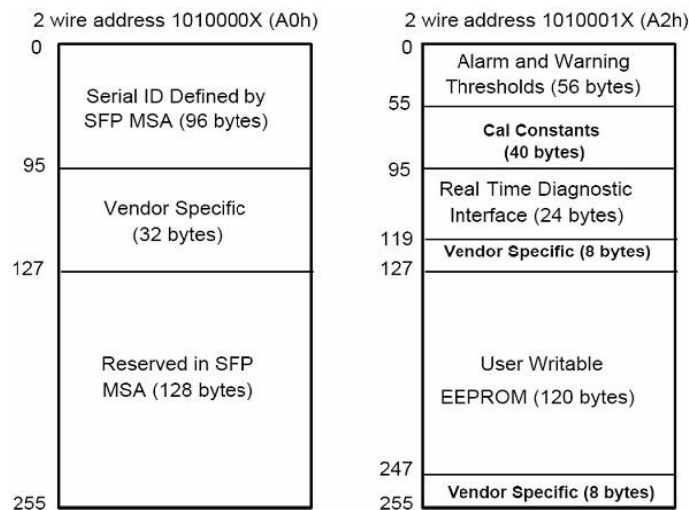 2 wire address 1010000X (A0h)
0
Serial ID Defined by
SFP MSA (96 bytes)
95
Vendor Specific
(32 bytes)
127
Reserved in SFP
MSA (128 bytes)
255
2 wire address 1010001X (A2h)
0
Alarm and Warning
Thresholds (56 bytes)
55
Cal Constants
(40 bytes)
95
Real Time Diagnostic
Interface (24 bytes)
119
Vendor Specific (8 bytes)
127
User Writable
EEPROM (120 bytes)
247
Vendor Specific (8 bytes)
255